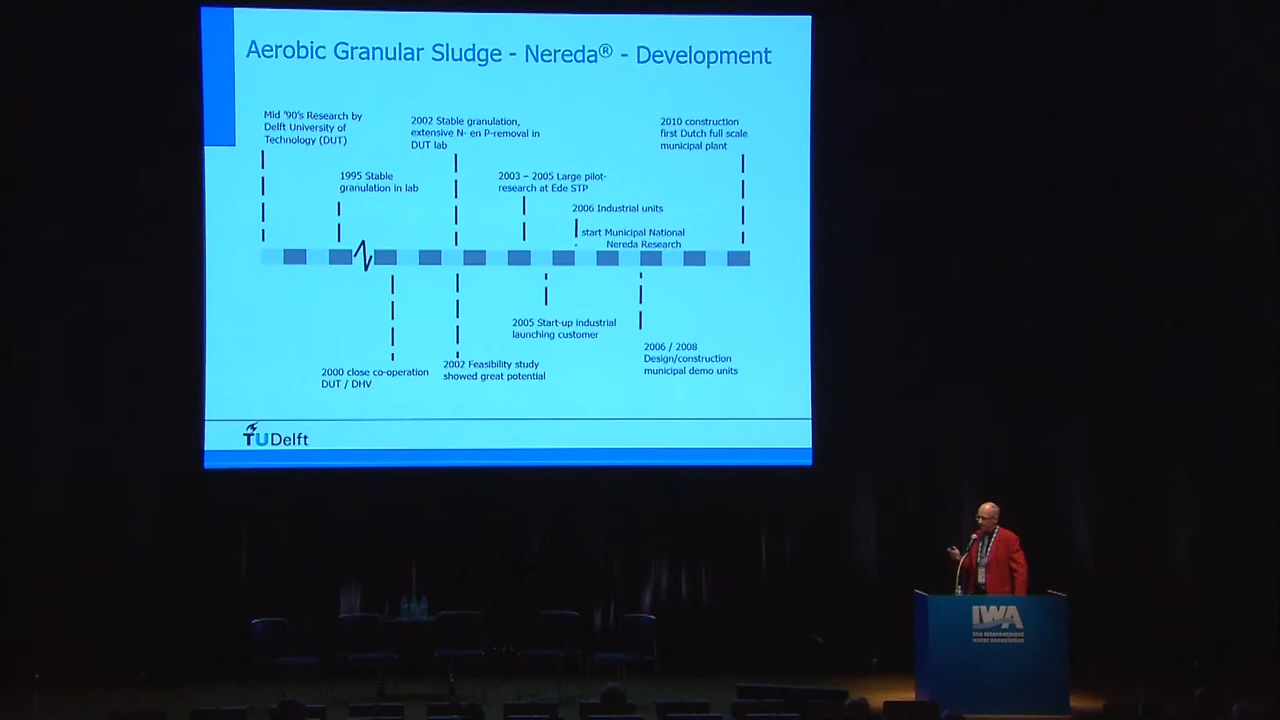 Aerobic Granular Sludge - Nereda® - Development
Mid '90's Research by
Delft University of
Technology (DUT)
1995 Stable
granulation in lab
2002 Stable granulation,
extensive N- en P-removal in
DUT lab
2003 – 2005 Large pilot-
research at Ede STP
2006 Industrial units
start Municipal National
Nereda Research
2010 construction
first Dutch full scale
municipal plant
2000 close co-operation
DUT / DHV
2002 Feasibility study
showed great potential
2005 Start-up industrial
launching customer
2006 / 2008
Design/construction
municipal demo units
TUDelft
IWA
the international
water association